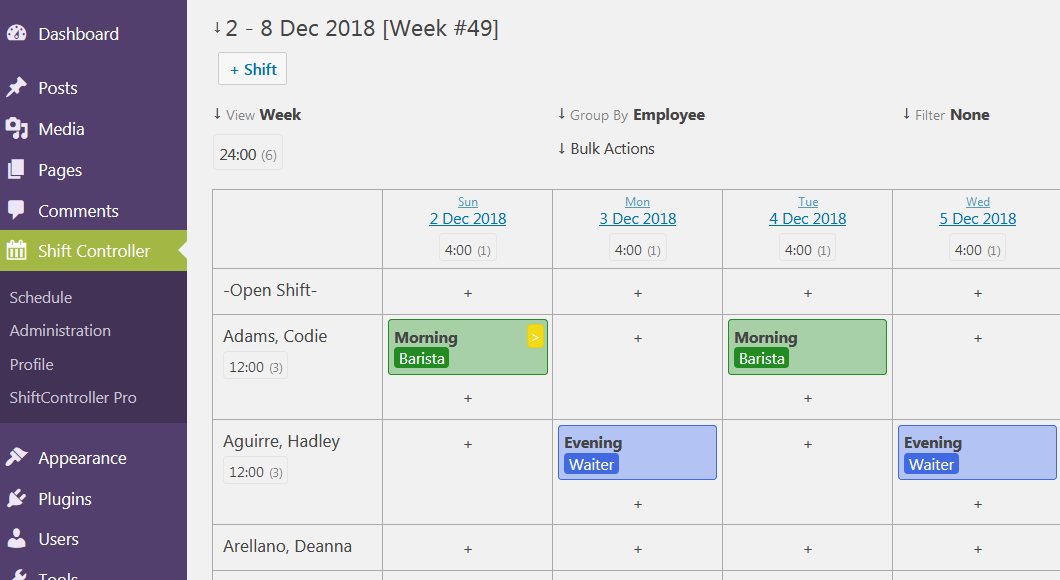 Dashboard
Posts
Media
Pages
Comments
Shift Controller
Schedule
Administration
Profile
ShiftController Pro
Appearance
Plugins
Users
Tools
↓ 2 - 8 Dec 2018 [Week #49]
+ Shift
↓ View Week
24:00 (6)
↓ Group By Employee
↓ Bulk Actions
↓ Filter None
Sun
2 Dec 2018
4:00 (1)
Mon
3 Dec 2018
4:00 (1)
Tue
4 Dec 2018
4:00 (1)
Wed
5 Dec 2018
4:00 (1)
-Open Shift-
+ + + +
Adams, Codie
12:00 (3)
Morning >
Barista
+
+
Morning
Barista
+
+
Aguirre, Hadley
12:00 (3)
+
Evening
Waiter
+
+
Evening
Waiter
+
Arellano, Deanna
+ + + +